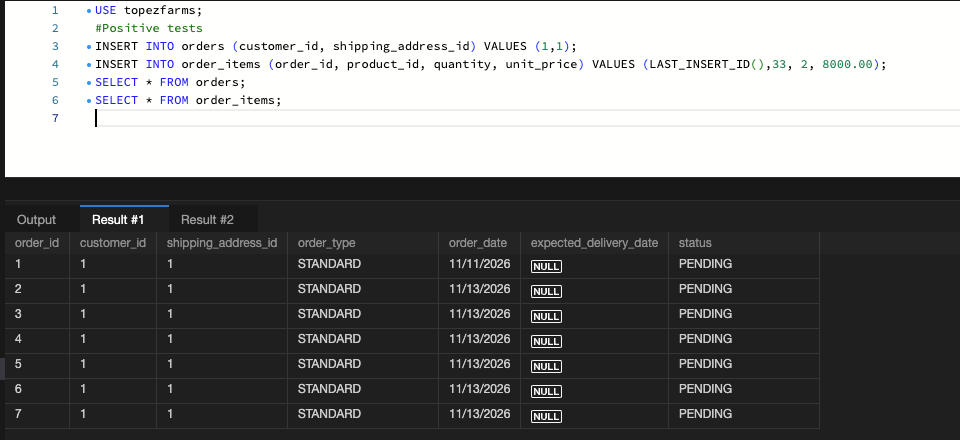 1 USE topezfarms;
2 #Positive tests
3 INSERT INTO orders (customer_id, shipping_address_id) VALUES (1,1);
4 INSERT INTO order_items (order_id, product_id, quantity, unit_price) VALUES (LAST_INSERT_ID(),33, 2, 8000.00);
5 SELECT * FROM orders;
6 SELECT * FROM order_items;
7
Output Result #1 Result #2
order_id customer_id shipping_address_id order_type order_date expected_delivery_date status
1 1 1 STANDARD 11/11/2026 NULL PENDING
2 1 1 STANDARD 11/13/2026 NULL PENDING
3 1 1 STANDARD 11/13/2026 NULL PENDING
4 1 1 STANDARD 11/13/2026 NULL PENDING
5 1 1 STANDARD 11/13/2026 NULL PENDING
6 1 1 STANDARD 11/13/2026 NULL PENDING
7 1 1 STANDARD 11/13/2026 NULL PENDING